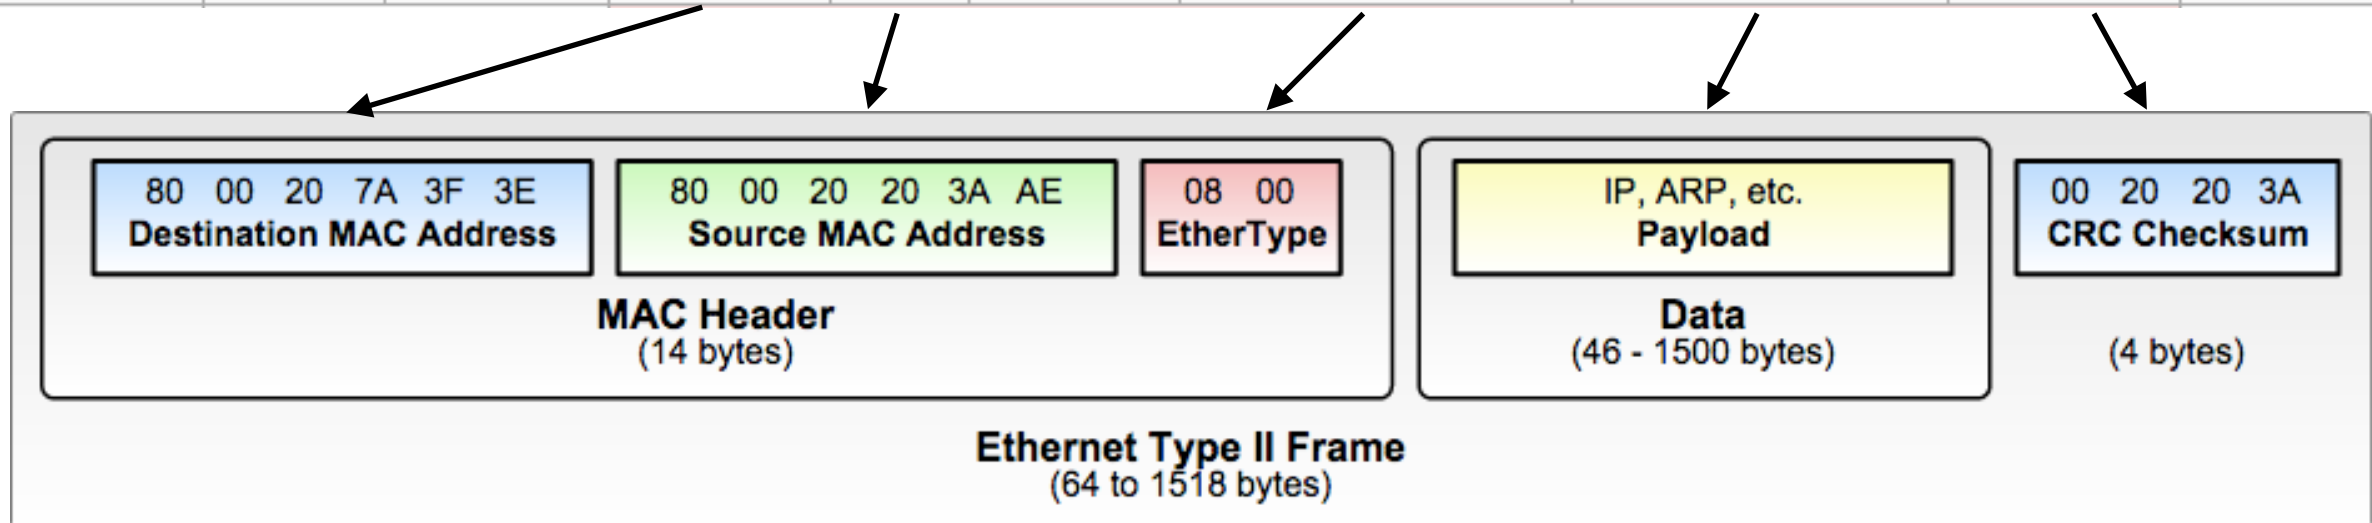 80 00 20 7A 3F 3E
Destination MAC Address
80 00 20 20 3A AE
Source MAC Address
08 00
EtherType
MAC Header
(14 bytes)
IP, ARP, etc.
Payload
Data
(46 - 1500 bytes)
00 20 20 3A
CRC Checksum
(4 bytes)
Ethernet Type II Frame
(64 to 1518 bytes)